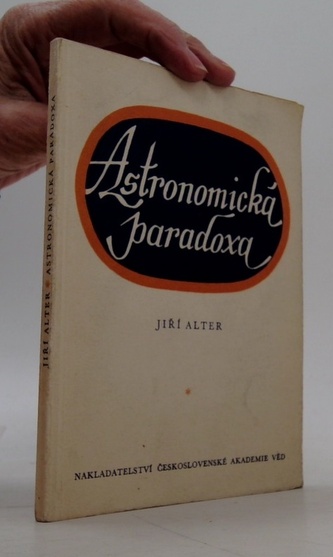 Astronomická
paradoxa
JIŘÍ ALTER
NAKLADATELSTVÍ ČESKOSLOVENSKÉ AKADEMIE VĚD
JIŘÍ ALTER * ASTRONOMICKÁ PARADOXA